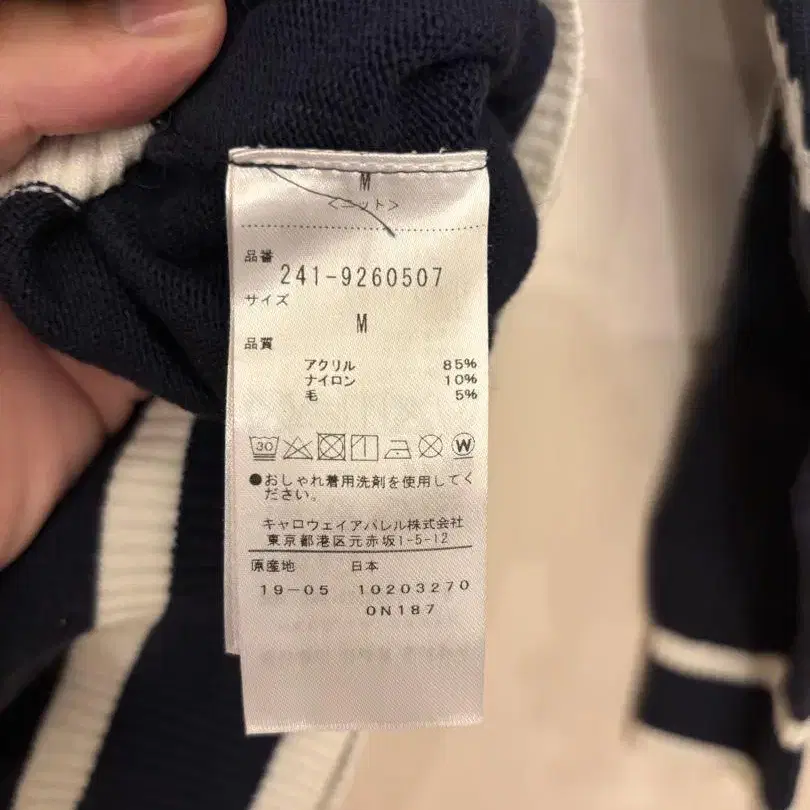 M
<ニット>
品番
241-9260507
サイズ
M
品質
アクリル 85%
ナイロン 10%
毛 5%
30 W
●おしゃれ着用洗剤を使用してく
ださい。
キャロウェイアパレル株式会社
東京都港区元赤坂1-5-12
原産地 日本
19-05 10203270
0N187